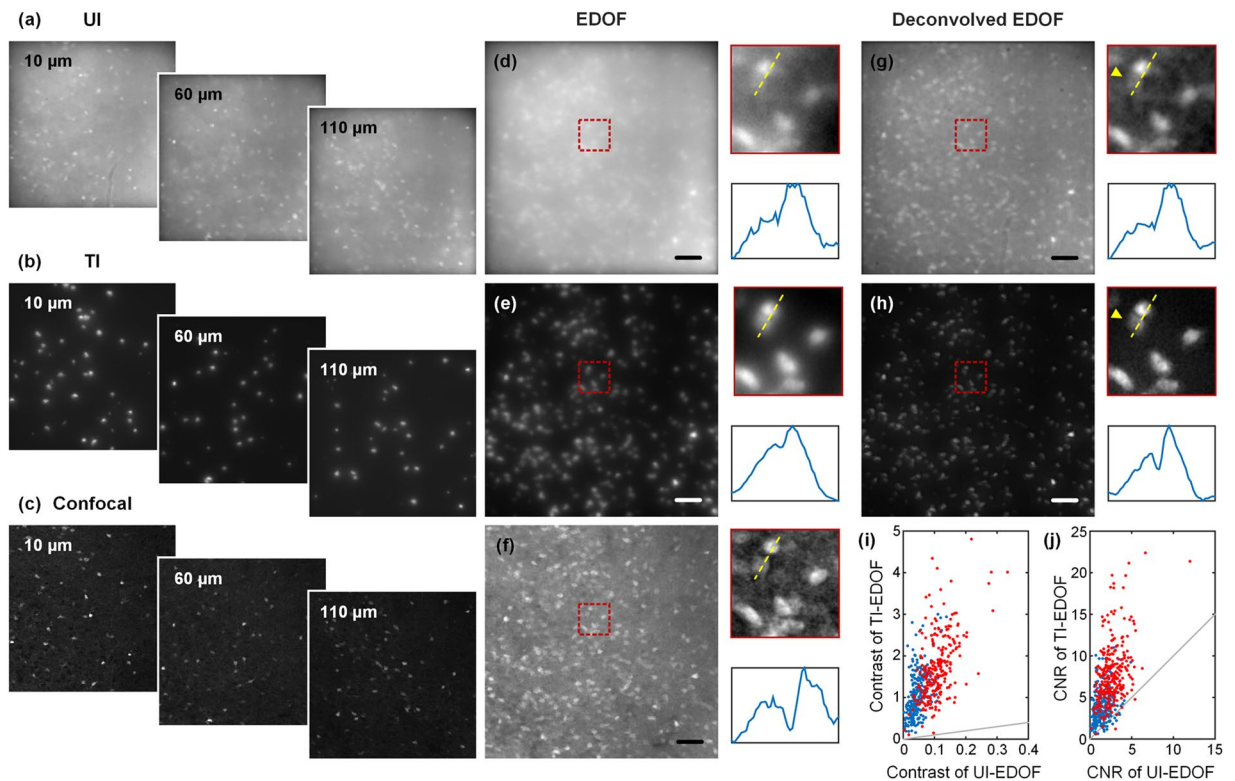 (a) UI
EDOF
Deconvolved EDOF
10 µm
60 µm
110 µm
(d)
(g)
(b) TI
10 µm
60 µm
110 µm
(e)
(h)
(c) Confocal
10 µm
60 µm
110 µm
(f)
(i)
5
4
3
2
1
0
0 0.1 0.2 0.3 0.4
Contrast of TI-EDOF
Contrast of UI-EDOF
(j)
25
20
15
10
5
0
0 5 10 15
CNR of TI-EDOF
CNR of UI-EDOF